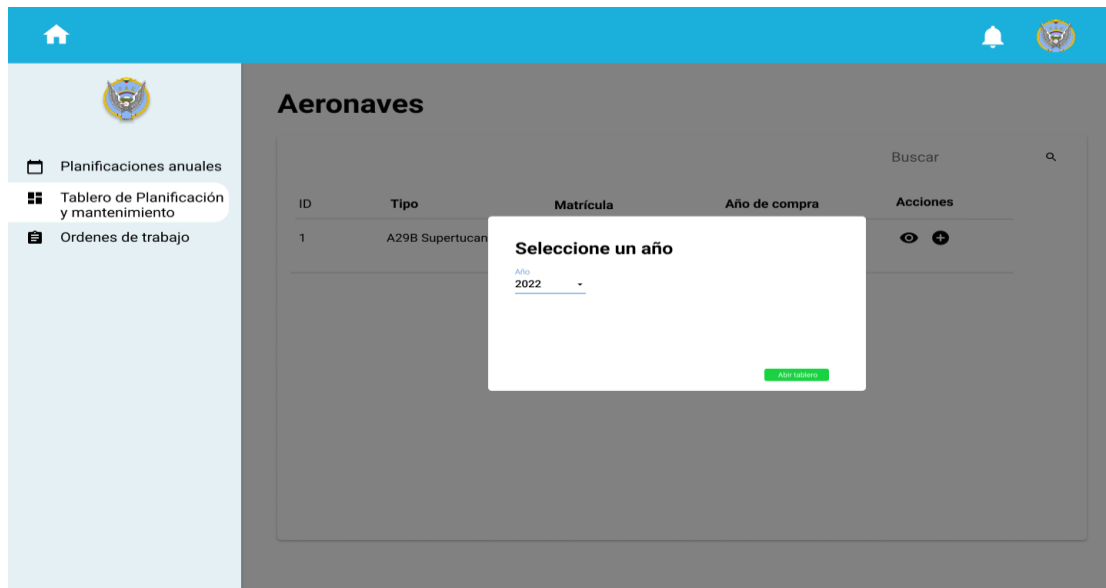 Aeronaves
Planificaciones anuales
Tablero de Planificación
y mantenimiento
Ordenes de trabajo
Buscar
ID Tipo Matrícula Año de compra Acciones
1 A29B Supertucan
Seleccione un año
Año
2022
Abir tablero